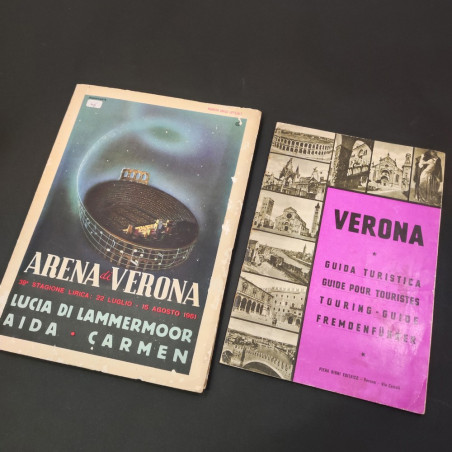 ARENA di VERONA
39ª STAGIONE LIRICA: 22 LUGLIO - 15 AGOSTO 1961
LUCIA DI LAMMERMOOR
AIDA · CARMEN
VERONA
GUIDA TURISTICA
GUIDE POUR TOURISTES
TOURING-GUIDE
FREMDENFÜHRER